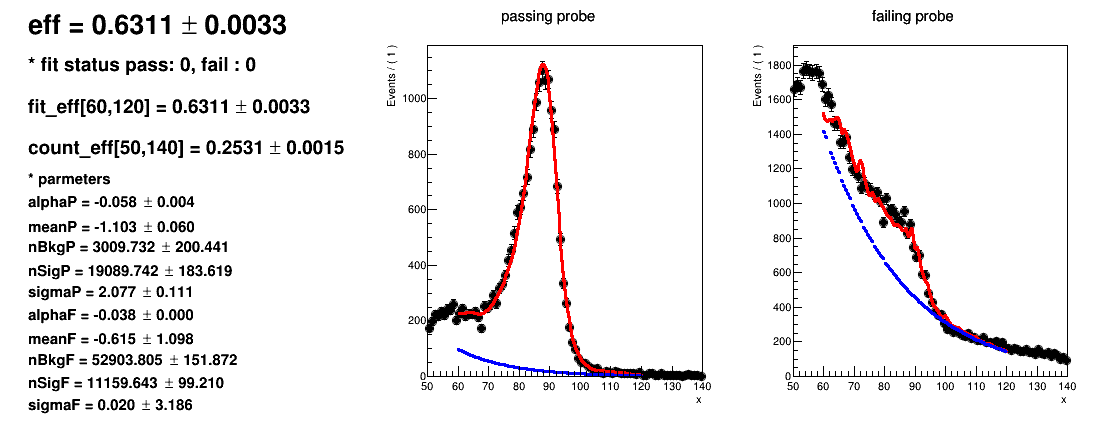 eff = 0.6311 ± 0.0033
* fit status pass: 0, fail : 0
fit_eff[60,120] = 0.6311 ± 0.0033
count_eff[50,140] = 0.2531 ± 0.0015
* parmeters
alphaP = -0.058 ± 0.004
meanP = -1.103 ± 0.060
nBkgP = 3009.732 ± 200.441
nSigP = 19089.742 ± 183.619
sigmaP = 2.077 ± 0.111
alphaF = -0.038 ± 0.000
meanF = -0.615 ± 1.098
nBkgF = 52903.805 ± 151.872
nSigF = 11159.643 ± 99.210
sigmaF = 0.020 ± 3.186
passing probe
Events / ( 1 )
1000
800
600
400
200
0
50 60 70 80 90 100 110 120 130 140
x
failing probe
Events / ( 1 )
1800
1600
1400
1200
1000
800
600
400
200
0
50 60 70 80 90 100 110 120 130 140
x